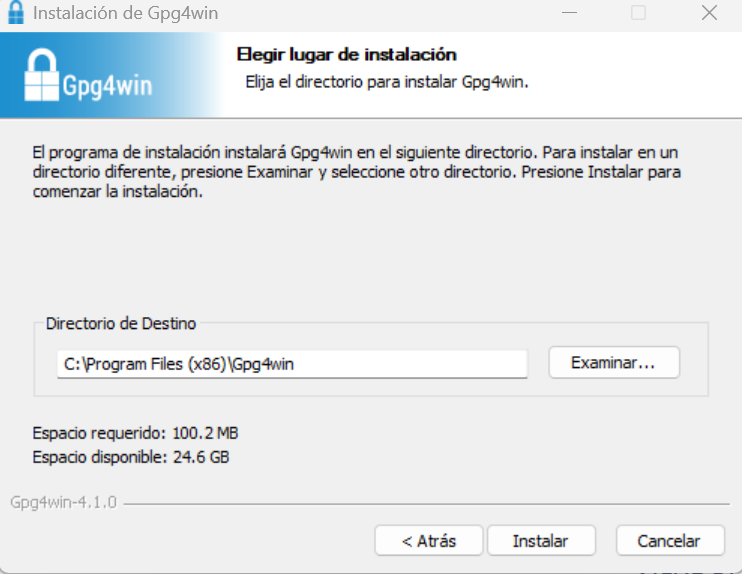 Instalación de Gpg4win
Gpg4win
Elegir lugar de instalación
Elija el directorio para instalar Gpg4win.
El programa de instalación instalará Gpg4win en el siguiente directorio. Para instalar en un
directorio diferente, presione Examinar y seleccione otro directorio. Presione Instalar para
comenzar la instalación.
Directorio de Destino
C:\Program Files (x86)\Gpg4win
Examinar...
Espacio requerido: 100.2 MB
Espacio disponible: 24.6 GB
Gpg4win-4.1.0
< Atrás
Instalar
Cancelar